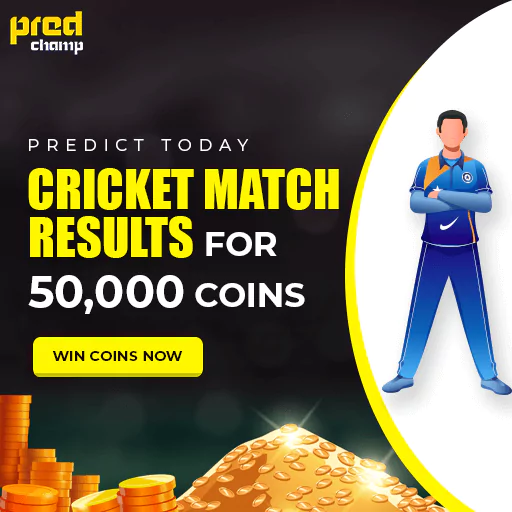 pred
champ
PREDICT TODAY
CRICKET MATCH
RESULTS FOR
50,000 COINS
WIN COINS NOW